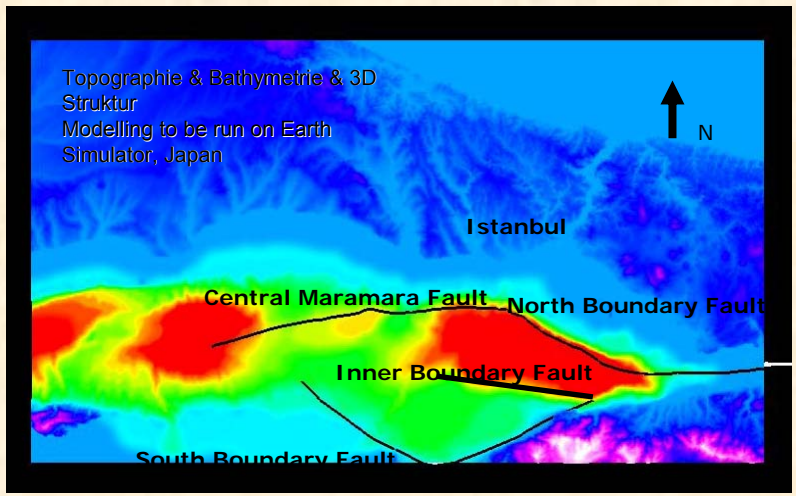 Topographie & Bathymetrie & 3D
Struktur
Modelling to be run on Earth
Simulator, Japan
N
Istanbul
Central Maramara Fault
North Boundary Fault
Inner Boundary Fault
South Boundary Fault